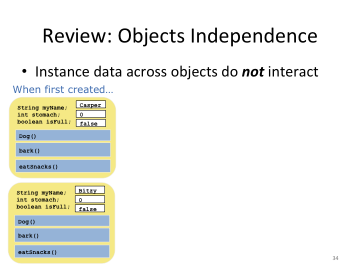 Review: Objects Independence
• Instance data across objects do not interact
When first created…
String myName; Casper
int stomach; 0
boolean isFull; false
Dog()
bark()
eatSnacks()
String myName; Bitzy
int stomach; 0
boolean isFull; false
Dog()
bark()
eatSnacks()
34